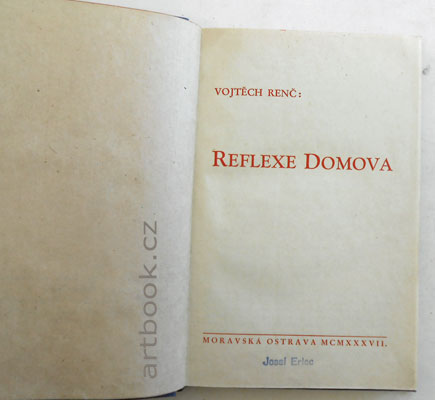 VOJTĚCH RENČ:
REFLEXE DOMOVA
MORAVSKÁ OSTRAVA MCMXXXVII.
Josef Erlec
artbook.cz